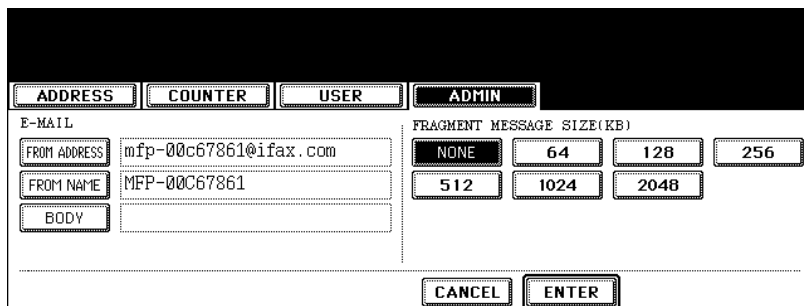 ADDRESS COUNTER USER ADMIN
E-MAIL
FROM ADDRESS mfp-00c67861@ifax.com
FROM NAME MFP-00C67861
BODY
FRAGMENT MESSAGE SIZE(KB)
NONE 64 128 256
512 1024 2048
CANCEL ENTER